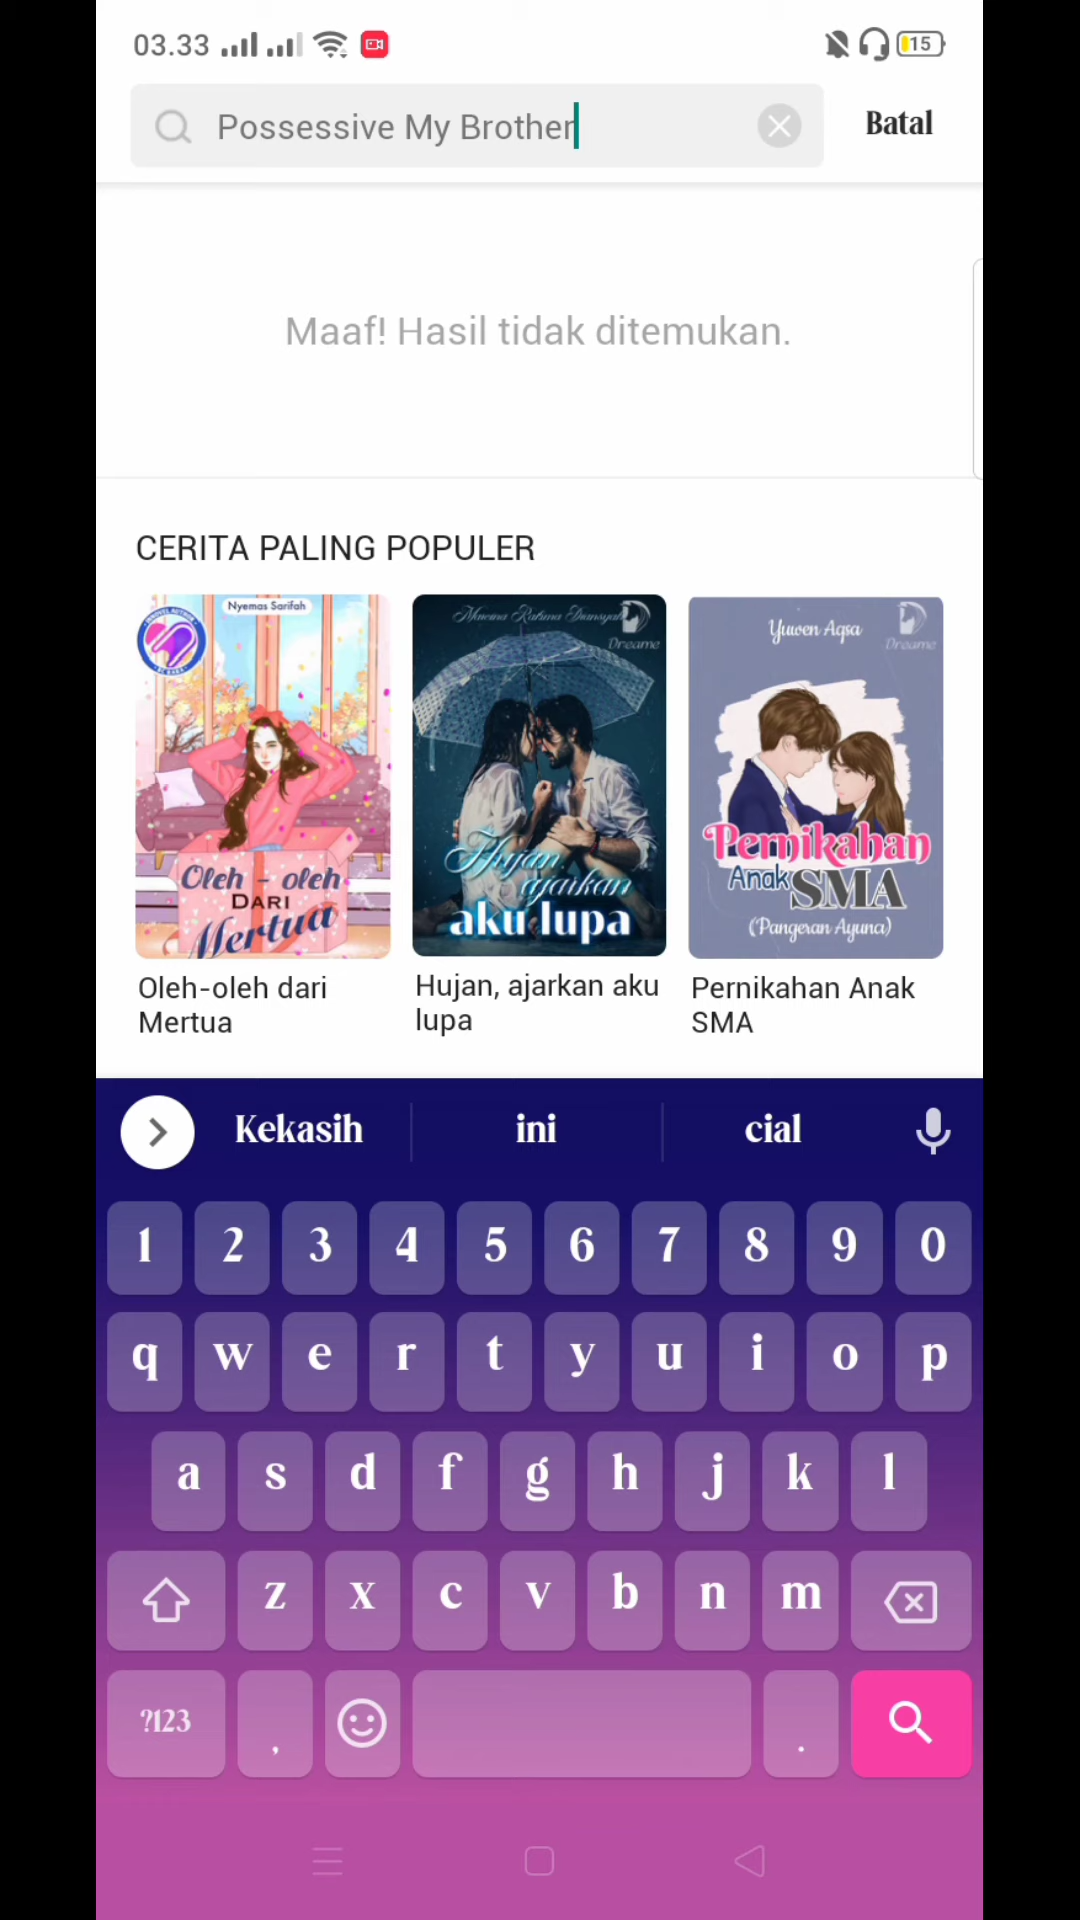 03.33
15
Possessive My Brother
Batal
Maaf! Hasil tidak ditemukan.
CERITA PALING POPULER
Nyemas Sarifah
Oleh - oleh
DARI
Mertua
Dreame
Hujan,
ajarkan
aku lupa
Yuwen Aqsa
Dreame
Pernikahan
Anak SMA
(Pangeran Ayuna)
Oleh-oleh dari
Mertua
Hujan, ajarkan aku
lupa
Pernikahan Anak
SMA
Kekasih
ini
cial
1 2 3 4 5 6 7 8 9 0
q w e r t y u i o p
a s d f g h j k l
z x c v b n m
?123 , .